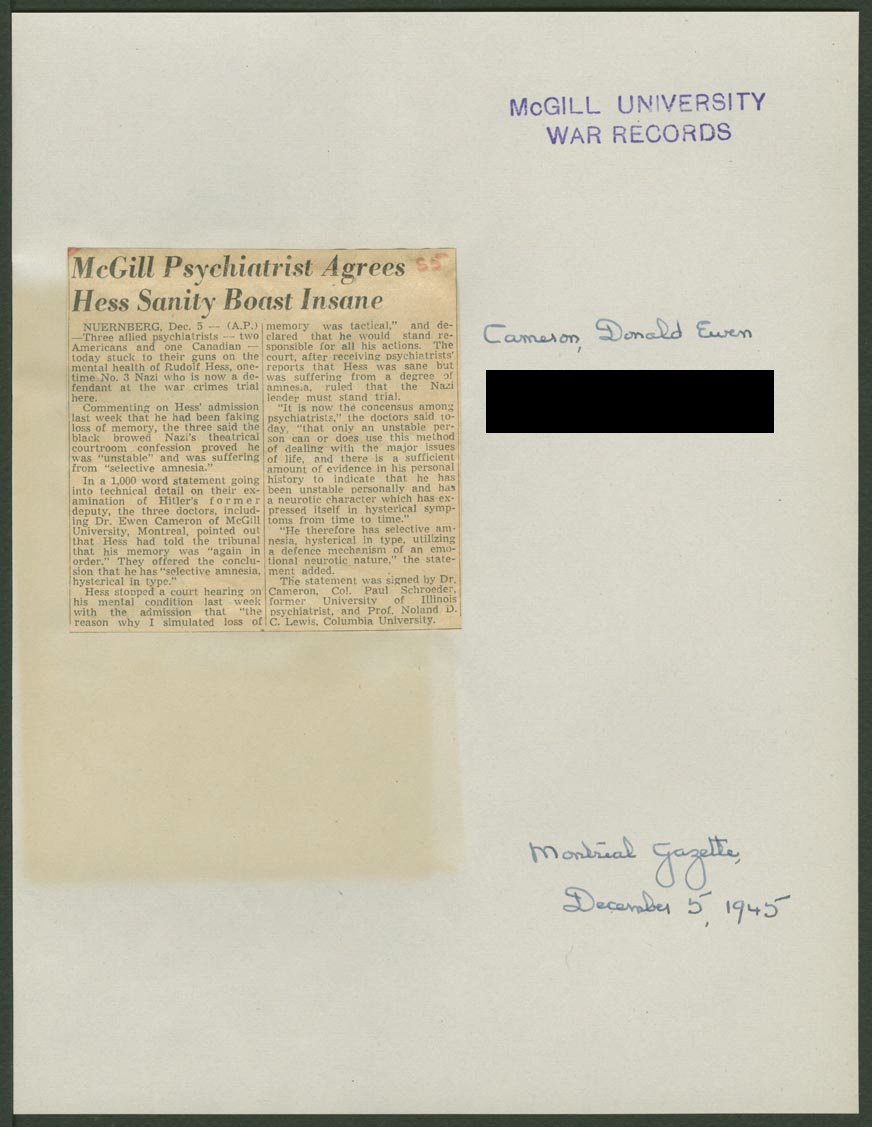 McGILL UNIVERSITY
WAR RECORDS
McGill Psychiatrist Agrees
Hess Sanity Boast Insane
NUERNBERG, Dec. 5 — (A.P.)
—Three allied psychiatrists — two
Americans and one Canadian —
today stuck to their guns on the
mental health of Rudolf Hess, one-
time No. 3 Nazi who is now a de-
fendant at the war crimes trial
here.
Commenting on Hess' admission
last week that he had been faking
loss of memory, the three said the
black browed Nazi's theatrical
courtroom confession proved he
was "unstable" and was suffering
from "selective amnesia."
In a 1,000 word statement going
into technical detail on their ex-
amination of Hitler's former
deputy, the three doctors, includ-
ing Dr. Ewen Cameron of McGill
University, Montreal, pointed out
that Hess had told the tribunal
that his memory was "again in
order." They offered the conclu-
sion that he has "selective amnesia,
hysterical in type."
Hess stopped a court hearing on
his mental condition last week
with the admission that "the
reason why I simulated loss of
memory was tactical," and de-
clared that he would stand re-
sponsible for all his actions. The
court, after receiving psychiatrists'
reports that Hess was sane but
was suffering from a degree of
amnesia, ruled that the Nazi
leader must stand trial.
"It is now the concensus among
psychiatrists," the doctors said to-
day, "that only an unstable per-
son can or does use this method
of dealing with the major issues
of life, and there is a sufficient
amount of evidence in his personal
history to indicate that he has
been unstable personally and has
a neurotic character which has ex-
pressed itself in hysterical symp-
toms from time to time."
"He therefore has selective am-
nesia, hysterical in type, utilizing
a defence mechanism of an emo-
tional neurotic nature," the state-
ment added.
The statement was signed by Dr.
Cameron, Col. Paul Schroeder,
former University of Illinois
psychiatrist, and Prof. Noland D.
C. Lewis, Columbia University.
Cameron, Donald Ewen
Montreal Gazette,
December 5, 1945